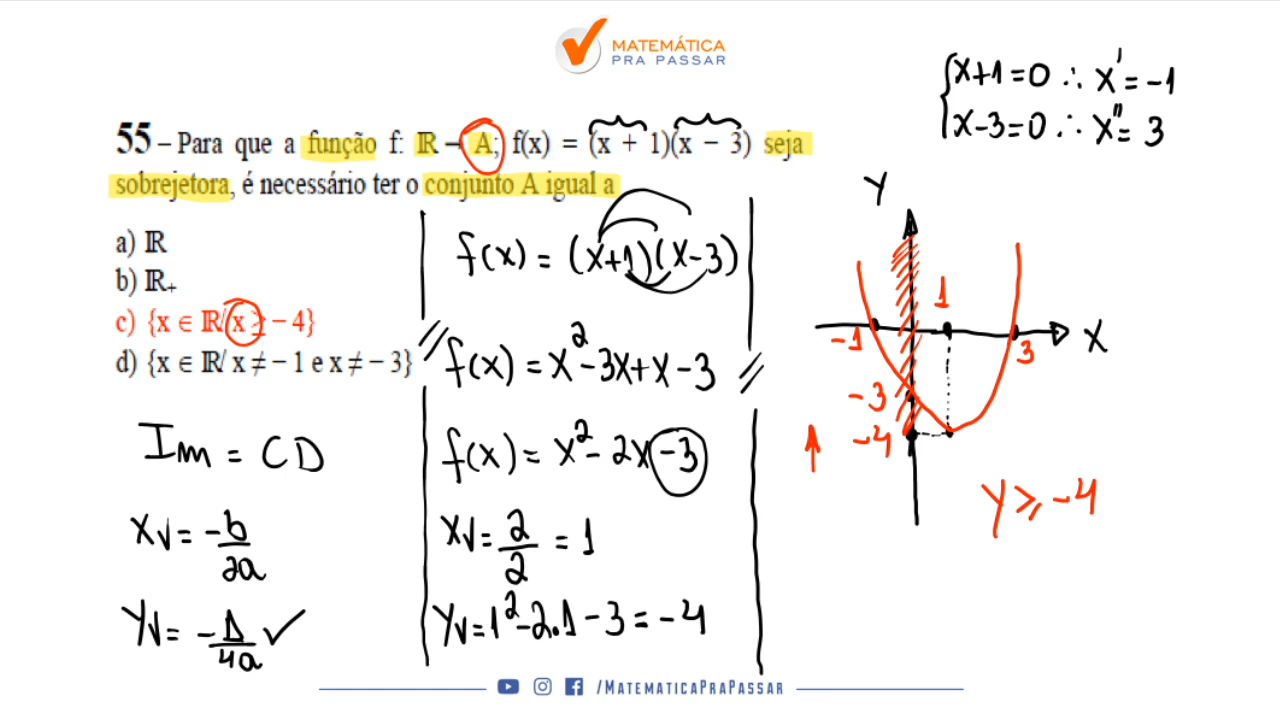 MATEMÁTICA
PRA PASSAR
55 – Para que a função f: ℝ → A; f(x) = (x + 1)(x − 3) seja
sobrejetora, é necessário ter o conjunto A igual a
a) ℝ
b) ℝ₊
c) {x ∈ ℝ/ x ≥ − 4}
d) {x ∈ ℝ/ x ≠ − 1 e x ≠ − 3}
Im = CD
Xv = -b/2a
Yv = -Δ/4a ✓
f(x) = (x+1)(x-3)
// f(x) = x² - 3x + x - 3 //
f(x) = x² - 2x - 3
Xv = 2/2 = 1
Yv = 1² - 2.1 - 3 = -4
x+1 = 0 ∴ x' = -1
x-3 = 0 ∴ x" = 3
Y
1
-1
3
X
-3
-4
Y ≥ -4
/MATEMATICAPRAPASSAR